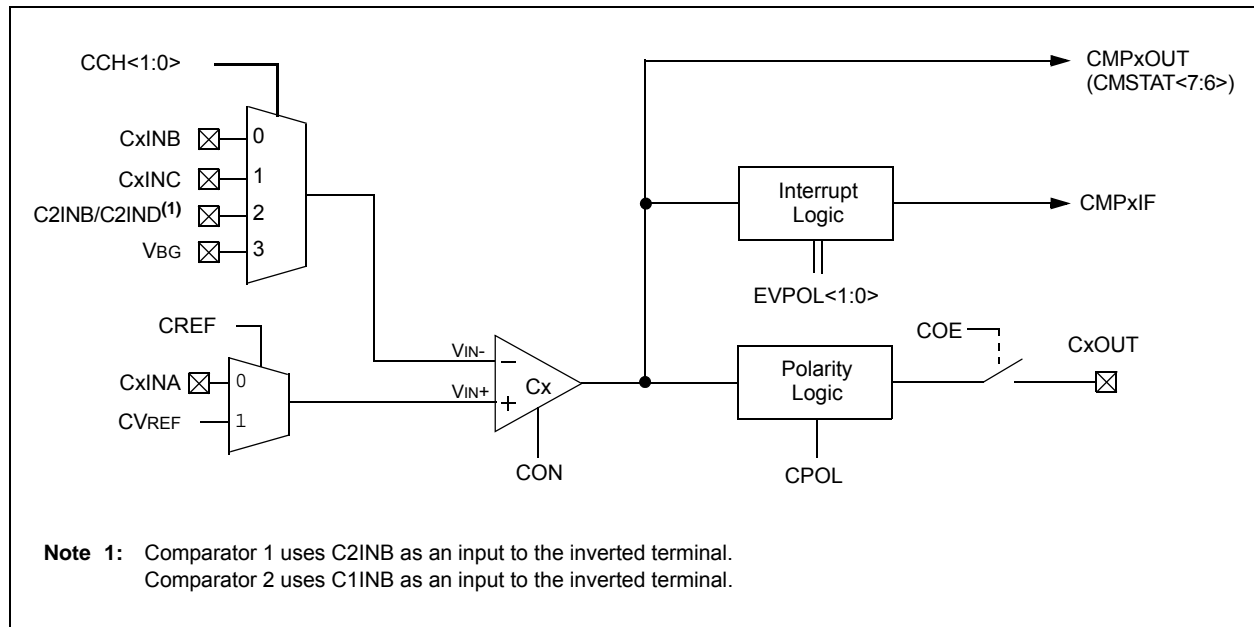 CCH<1:0>
CxINB
0
CxINC
1
C2INB/C2IND(1)
2
VBG
3
CREF
CxINA
0
CVREF
1
VIN-
VIN+
–
+
Cx
CON
CMPxOUT
(CMSTAT<7:6>)
Interrupt
Logic
CMPxIF
EVPOL<1:0>
COE
CxOUT
Polarity
Logic
CPOL
Note 1: Comparator 1 uses C2INB as an input to the inverted terminal.
Comparator 2 uses C1INB as an input to the inverted terminal.